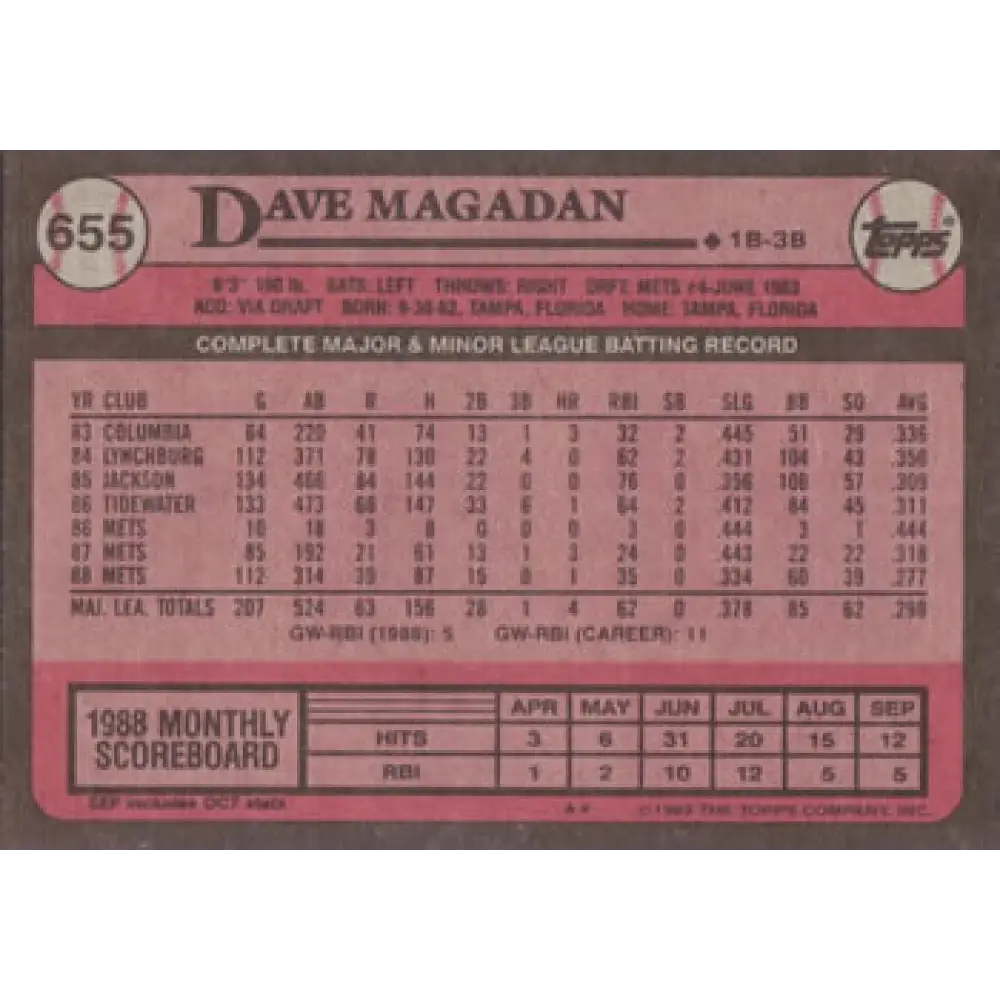 655 DAVE MAGADAN ♦ 1B-3B topps®
6'3" 190 lb. BATS: LEFT THROWS: RIGHT DRFT: METS #4-JUNE, 1983
ACQ: VIA DRAFT BORN: 9-30-62, TAMPA, FLORIDA HOME: TAMPA, FLORIDA
COMPLETE MAJOR & MINOR LEAGUE BATTING RECORD
YR CLUB G AB R H 2B 3B HR RBI SB SLG BB SO AVG
83 COLUMBIA 64 220 41 74 13 1 3 32 2 .445 51 29 .336
84 LYNCHBURG 112 371 78 130 22 4 0 62 2 .431 104 43 .350
85 JACKSON 134 466 84 144 22 0 0 76 0 .356 106 57 .309
86 TIDEWATER 133 473 68 147 33 6 1 64 2 .412 84 45 .311
86 METS 10 18 3 8 0 0 0 3 0 .444 3 1 .444
87 METS 85 192 21 61 13 1 3 24 0 .443 22 22 .318
88 METS 112 314 39 87 15 0 1 35 0 .334 60 39 .277
MAJ. LEA. TOTALS 207 524 63 156 28 1 4 62 0 .378 85 62 .298
GW-RBI (1988): 5 GW-RBI (CAREER): 11
1988 MONTHLY SCOREBOARD
APR MAY JUN JUL AUG SEP
HITS 3 6 31 20 15 12
RBI 1 2 10 12 5 5
SEP includes OCT stats A* © 1989 THE TOPPS COMPANY, INC.